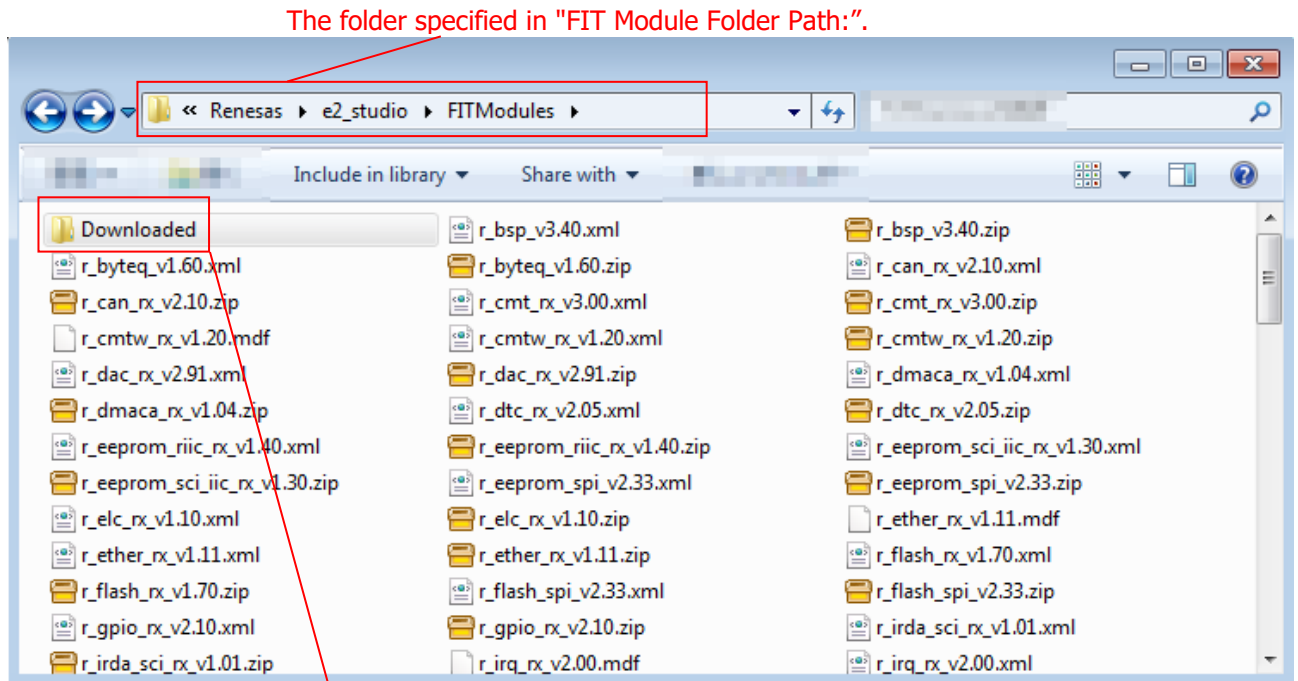 The folder specified in "FIT Module Folder Path:”.
« Renesas ▸ e2_studio ▸ FITModules ▸
Include in library ▾ Share with ▾
Downloaded r_bsp_v3.40.xml r_bsp_v3.40.zip
r_byteq_v1.60.xml r_byteq_v1.60.zip r_can_rx_v2.10.xml
r_can_rx_v2.10.zip r_cmt_rx_v3.00.xml r_cmt_rx_v3.00.zip
r_cmtw_rx_v1.20.mdf r_cmtw_rx_v1.20.xml r_cmtw_rx_v1.20.zip
r_dac_rx_v2.91.xml r_dac_rx_v2.91.zip r_dmaca_rx_v1.04.xml
r_dmaca_rx_v1.04.zip r_dtc_rx_v2.05.xml r_dtc_rx_v2.05.zip
r_eeprom_riic_rx_v1.40.xml r_eeprom_riic_rx_v1.40.zip r_eeprom_sci_iic_rx_v1.30.xml
r_eeprom_sci_iic_rx_v1.30.zip r_eeprom_spi_v2.33.xml r_eeprom_spi_v2.33.zip
r_elc_rx_v1.10.xml r_elc_rx_v1.10.zip r_ether_rx_v1.11.mdf
r_ether_rx_v1.11.xml r_ether_rx_v1.11.zip r_flash_rx_v1.70.xml
r_flash_rx_v1.70.zip r_flash_spi_v2.33.xml r_flash_spi_v2.33.zip
r_gpio_rx_v2.10.xml r_gpio_rx_v2.10.zip r_irda_sci_rx_v1.01.xml
r_irda_sci_rx_v1.01.zip r_irq_rx_v2.00.mdf r_irq_rx_v2.00.xml